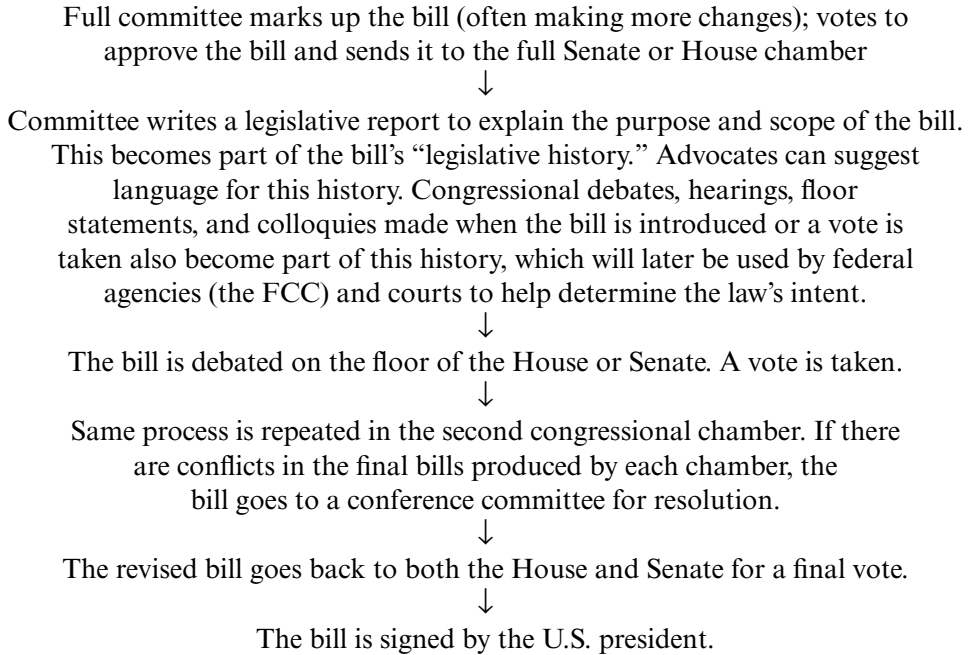 Full committee marks up the bill (often making more changes); votes to
approve the bill and sends it to the full Senate or House chamber
↓
Committee writes a legislative report to explain the purpose and scope of the bill.
This becomes part of the bill’s “legislative history.” Advocates can suggest
language for this history. Congressional debates, hearings, floor
statements, and colloquies made when the bill is introduced or a vote is
taken also become part of this history, which will later be used by federal
agencies (the FCC) and courts to help determine the law’s intent.
↓
The bill is debated on the floor of the House or Senate. A vote is taken.
↓
Same process is repeated in the second congressional chamber. If there
are conflicts in the final bills produced by each chamber, the
bill goes to a conference committee for resolution.
↓
The revised bill goes back to both the House and Senate for a final vote.
↓
The bill is signed by the U.S. president.